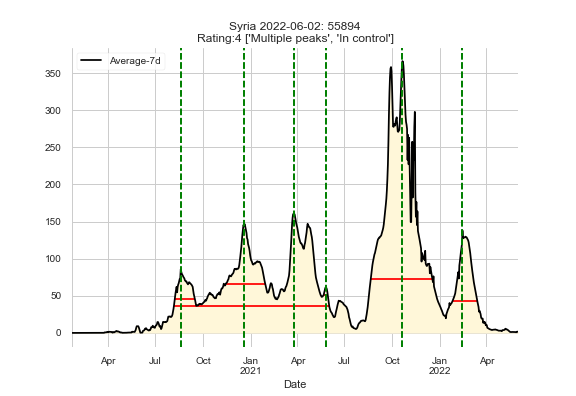 Syria 2022-06-02: 55894
Rating:4 ['Multiple peaks', 'In control']
Average-7d
350
300
250
200
150
100
50
0
Apr
Jul
Oct
Jan
2021
Apr
Jul
Oct
Jan
2022
Apr
Date